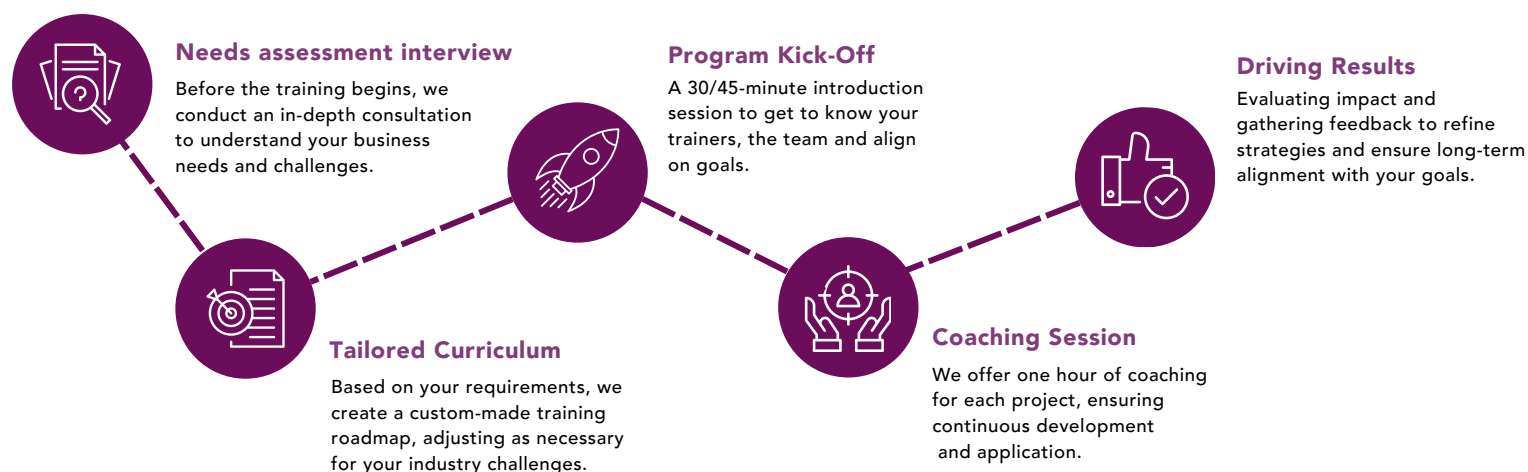 Needs assessment interview
Before the training begins, we
conduct an in-depth consultation
to understand your business
needs and challenges.
Tailored Curriculum
Based on your requirements, we
create a custom-made training
roadmap, adjusting as necessary
for your industry challenges.
Program Kick-Off
A 30/45-minute introduction
session to get to know your
trainers, the team and align
on goals.
Coaching Session
We offer one hour of coaching
for each project, ensuring
continuous development
and application.
Driving Results
Evaluating impact and
gathering feedback to refine
strategies and ensure long-term
alignment with your goals.